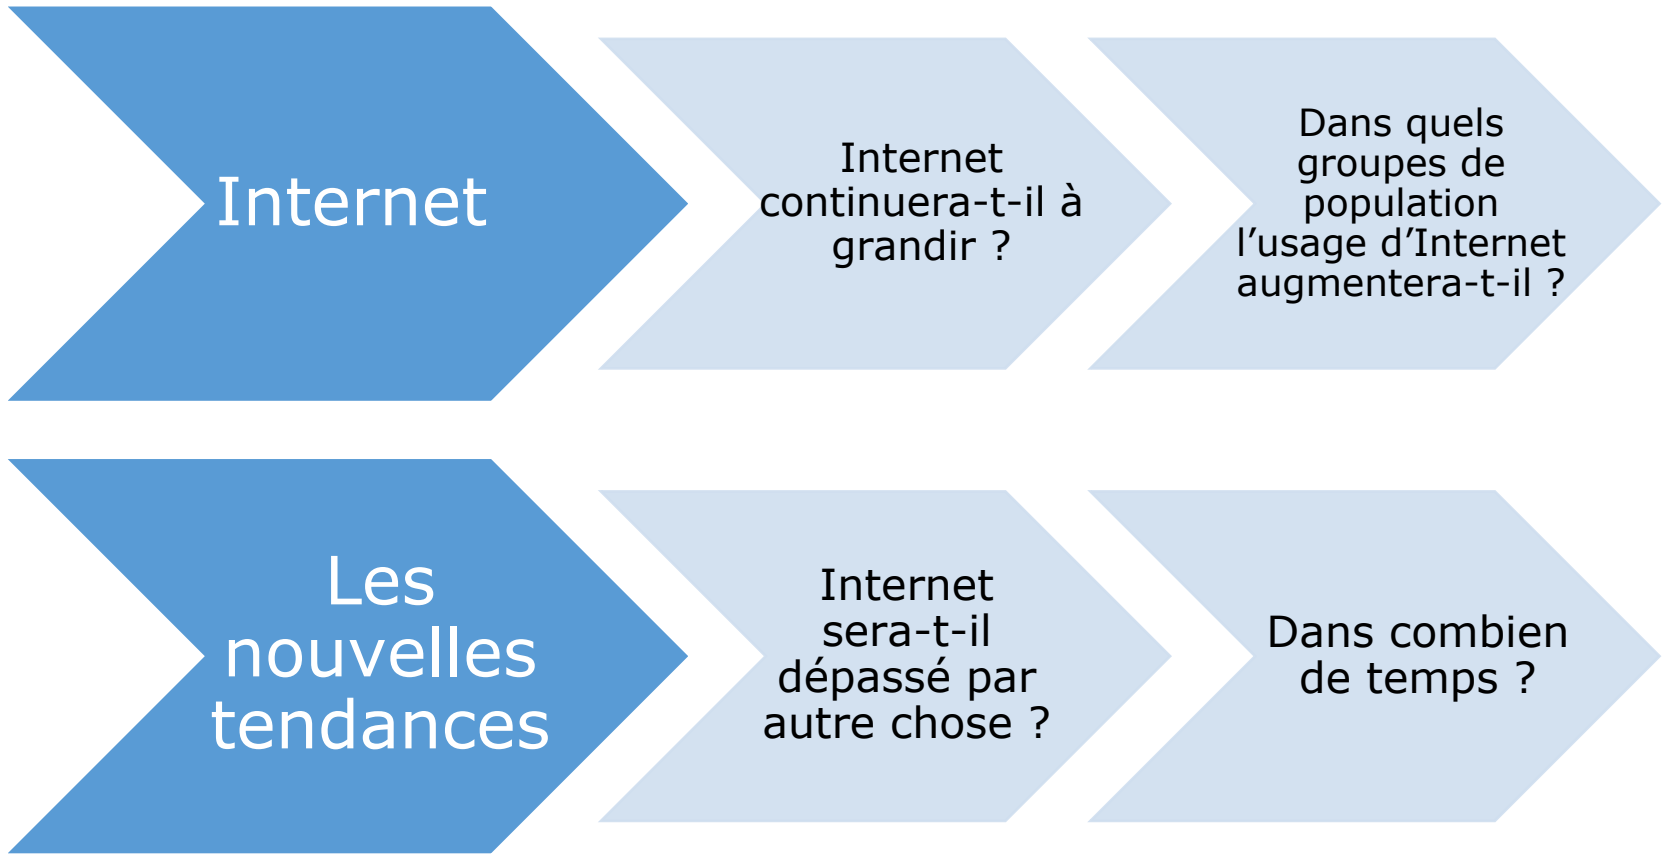 Internet
Internet
continuera-t-il à
grandir ?
Dans quels
groupes de
population
l’usage d’Internet
augmentera-t-il ?
Les
nouvelles
tendances
Internet
sera-t-il
dépassé par
autre chose ?
Dans combien
de temps ?